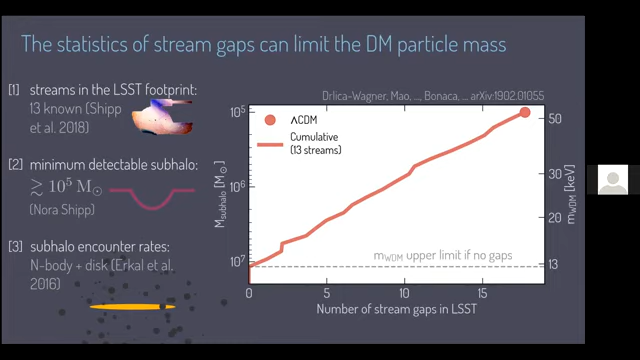 The statistics of stream gaps can limit the DM particle mass
[1] streams in the LSST footprint:
13 known (Shipp
et al. 2018)
[2] minimum detectable subhalo:
≳ 10⁵ M☉
(Nora Shipp)
[3] subhalo encounter rates:
N-body + disk (Erkal et al.
2016)
Drlica-Wagner, Mao, ..., Bonaca, ... arXiv:1902.01055
ΛCDM
Cumulative
(13 streams)
10⁵
10⁶
10⁷
M_subhalo [M☉]
50
30
20
13
m_WDM [keV]
m_WDM upper limit if no gaps
0 5 10 15
Number of stream gaps in LSST